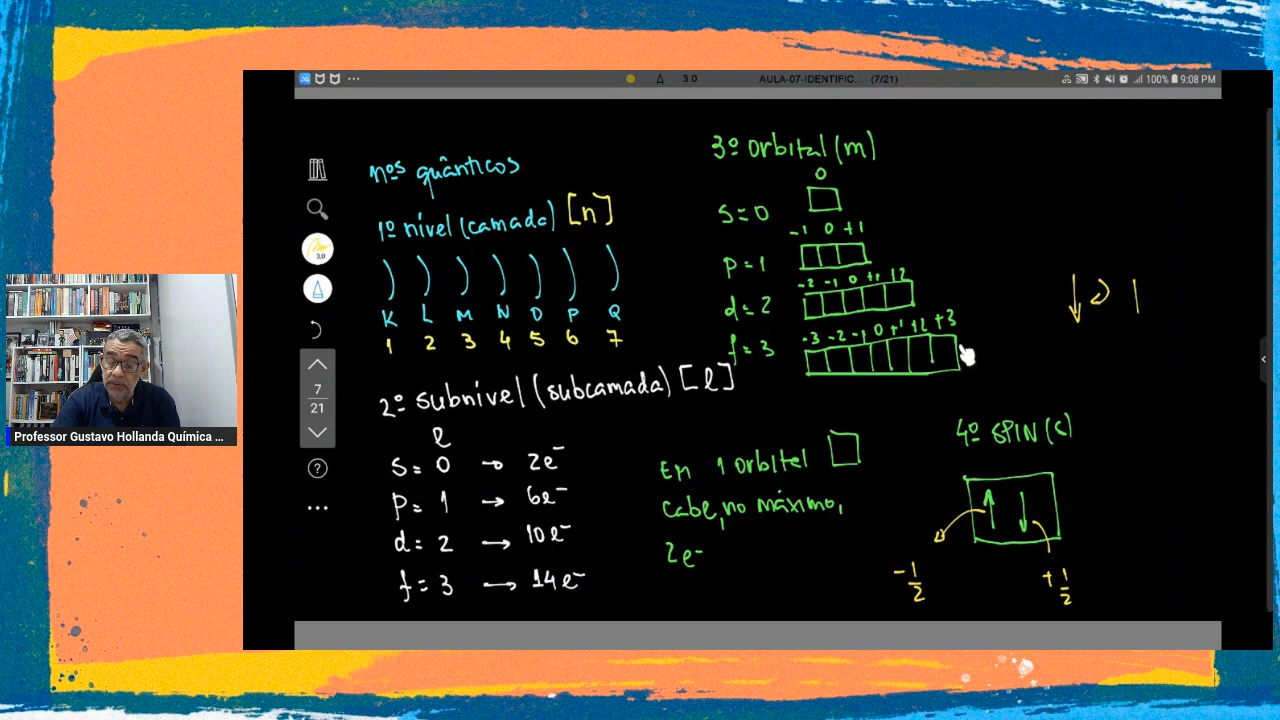 3.0 AULA-07-IDENTIFIC... (7/21) 100% 9:08 PM
nºs quânticos
1º nível (camada) [n]
K L M N O P Q
1 2 3 4 5 6 7
2º subnível (subcamada) [l]
l
s = 0 → 2e-
p = 1 → 6e-
d = 2 → 10e-
f = 3 → 14e-
3º orbital (m)
0
s = 0
-1 0 +1
p = 1
-2 -1 0 +1 +2
d = 2
-3 -2 -1 0 +1 +2 +3
f = 3
Em 1 orbital
cabe, no máximo,
2e-
4º SPIN (s)
↑ ↓
-1/2 +1/2
3,0
7
21
?
Professor Gustavo Hollanda Química ...